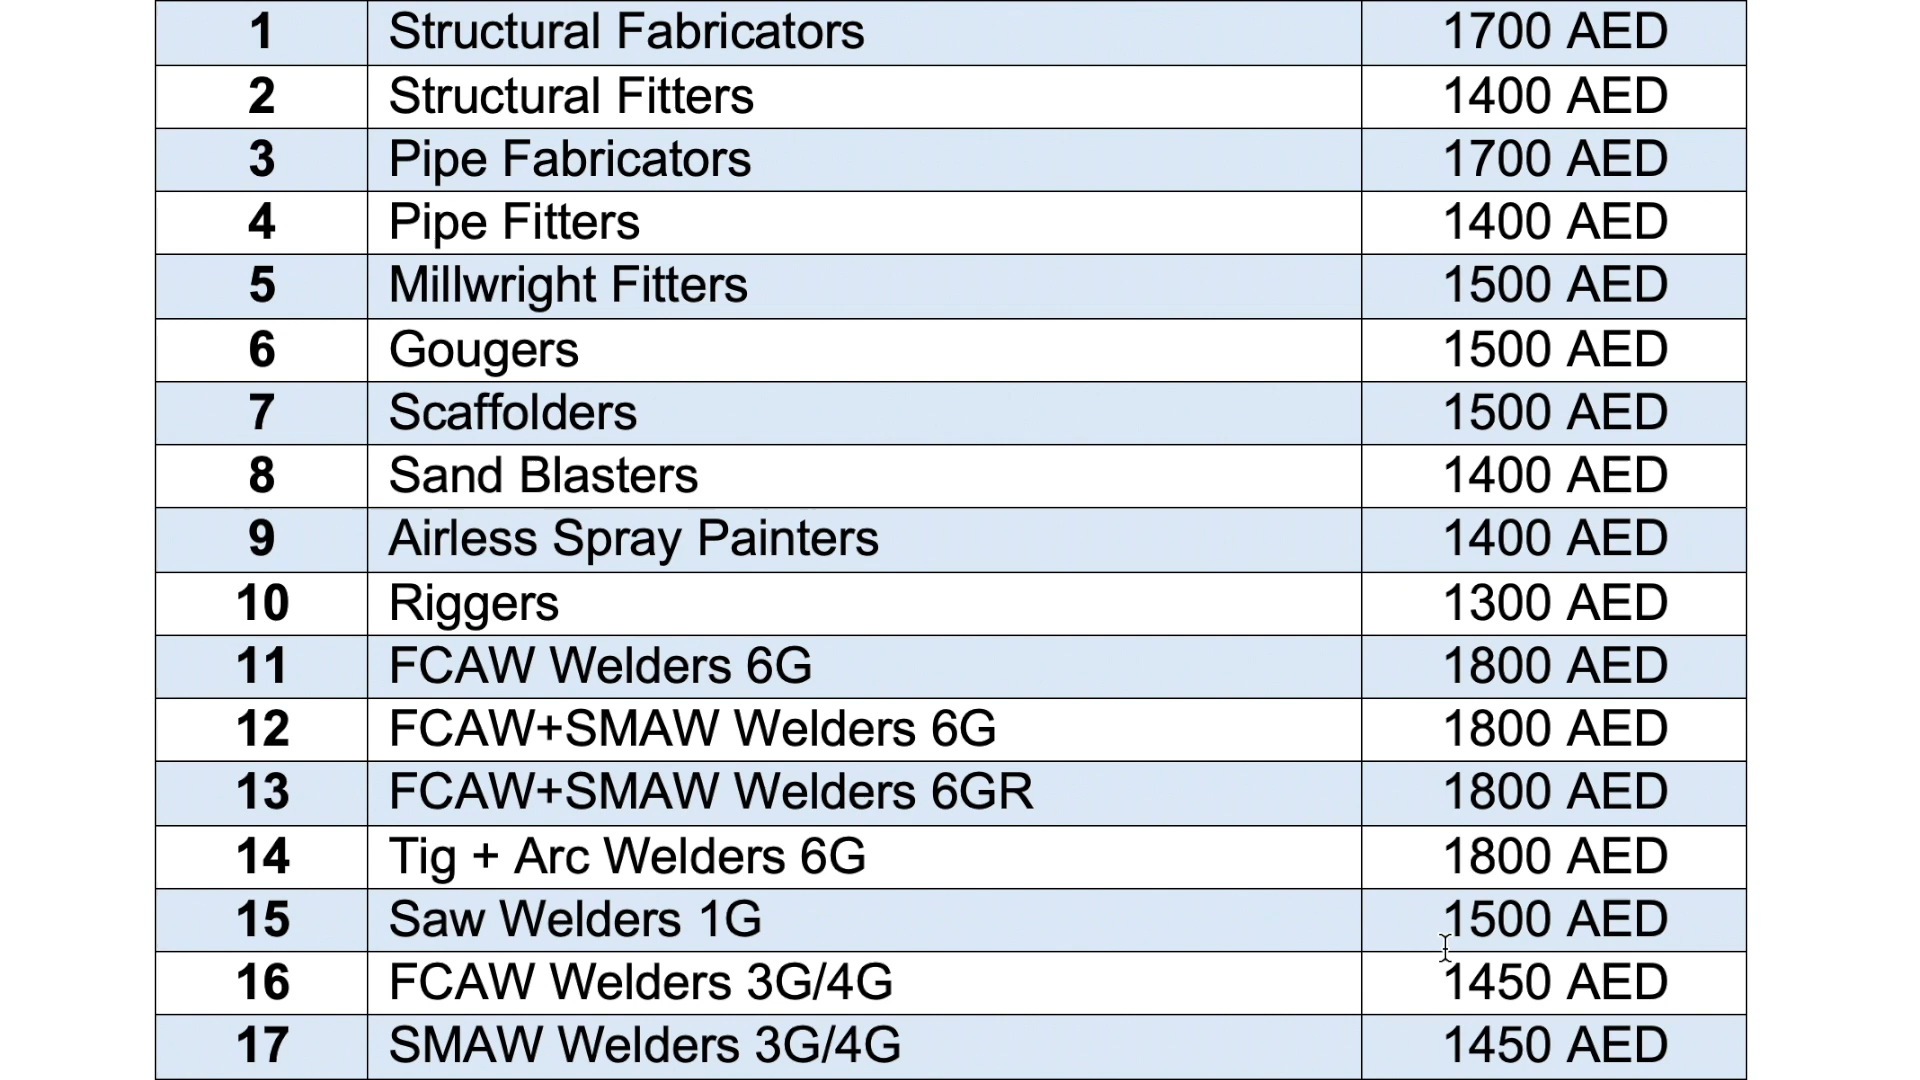 1 Structural Fabricators 1700 AED
2 Structural Fitters 1400 AED
3 Pipe Fabricators 1700 AED
4 Pipe Fitters 1400 AED
5 Millwright Fitters 1500 AED
6 Gougers 1500 AED
7 Scaffolders 1500 AED
8 Sand Blasters 1400 AED
9 Airless Spray Painters 1400 AED
10 Riggers 1300 AED
11 FCAW Welders 6G 1800 AED
12 FCAW+SMAW Welders 6G 1800 AED
13 FCAW+SMAW Welders 6GR 1800 AED
14 Tig + Arc Welders 6G 1800 AED
15 Saw Welders 1G 1500 AED
16 FCAW Welders 3G/4G 1450 AED
17 SMAW Welders 3G/4G 1450 AED